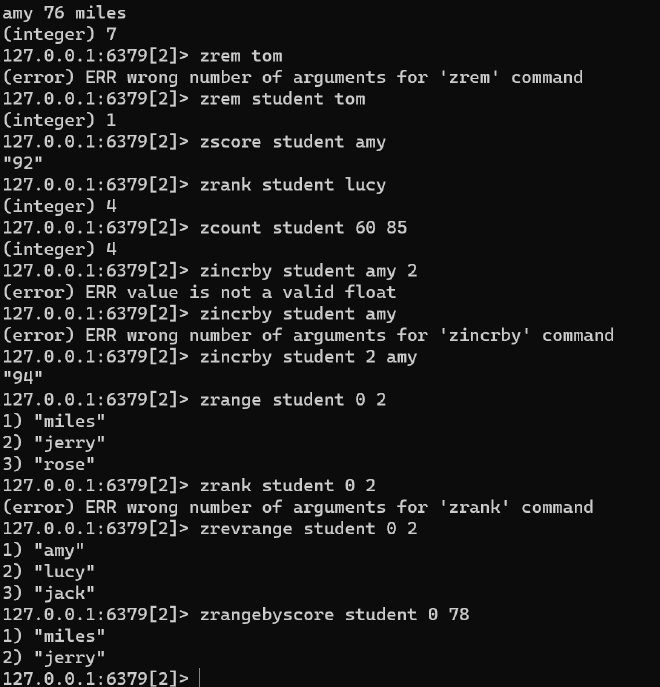 amy 76 miles
(integer) 7
127.0.0.1:6379[2]> zrem tom
(error) ERR wrong number of arguments for 'zrem' command
127.0.0.1:6379[2]> zrem student tom
(integer) 1
127.0.0.1:6379[2]> zscore student amy
"92"
127.0.0.1:6379[2]> zrank student lucy
(integer) 4
127.0.0.1:6379[2]> zcount student 60 85
(integer) 4
127.0.0.1:6379[2]> zincrby student amy 2
(error) ERR value is not a valid float
127.0.0.1:6379[2]> zincrby student amy
(error) ERR wrong number of arguments for 'zincrby' command
127.0.0.1:6379[2]> zincrby student 2 amy
"94"
127.0.0.1:6379[2]> zrange student 0 2
1) "miles"
2) "jerry"
3) "rose"
127.0.0.1:6379[2]> zrank student 0 2
(error) ERR wrong number of arguments for 'zrank' command
127.0.0.1:6379[2]> zrevrange student 0 2
1) "amy"
2) "lucy"
3) "jack"
127.0.0.1:6379[2]> zrangebyscore student 0 78
1) "miles"
2) "jerry"
127.0.0.1:6379[2]>